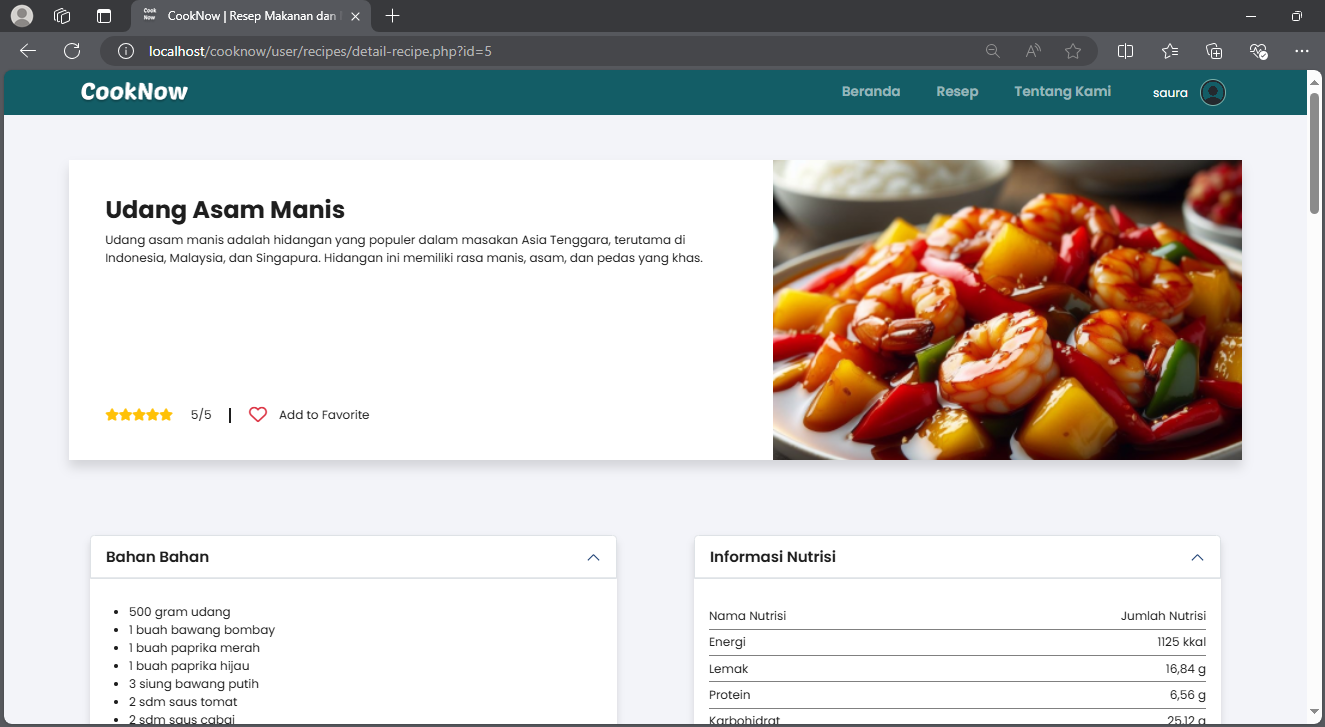 Cook Now
CookNow | Resep Makanan dan
localhost/cooknow/user/recipes/detail-recipe.php?id=5
CookNow
Beranda
Resep
Tentang Kami
saura
Udang Asam Manis
Udang asam manis adalah hidangan yang populer dalam masakan Asia Tenggara, terutama di
Indonesia, Malaysia, dan Singapura. Hidangan ini memiliki rasa manis, asam, dan pedas yang khas.
5/5 | Add to Favorite
Bahan Bahan
500 gram udang
1 buah bawang bombay
1 buah paprika merah
1 buah paprika hijau
3 siung bawang putih
2 sdm saus tomat
2 sdm saus cabai
Informasi Nutrisi
Nama Nutrisi Jumlah Nutrisi
Energi 1125 kkal
Lemak 16,84 g
Protein 6,56 g
Karbohidrat 25,12 g